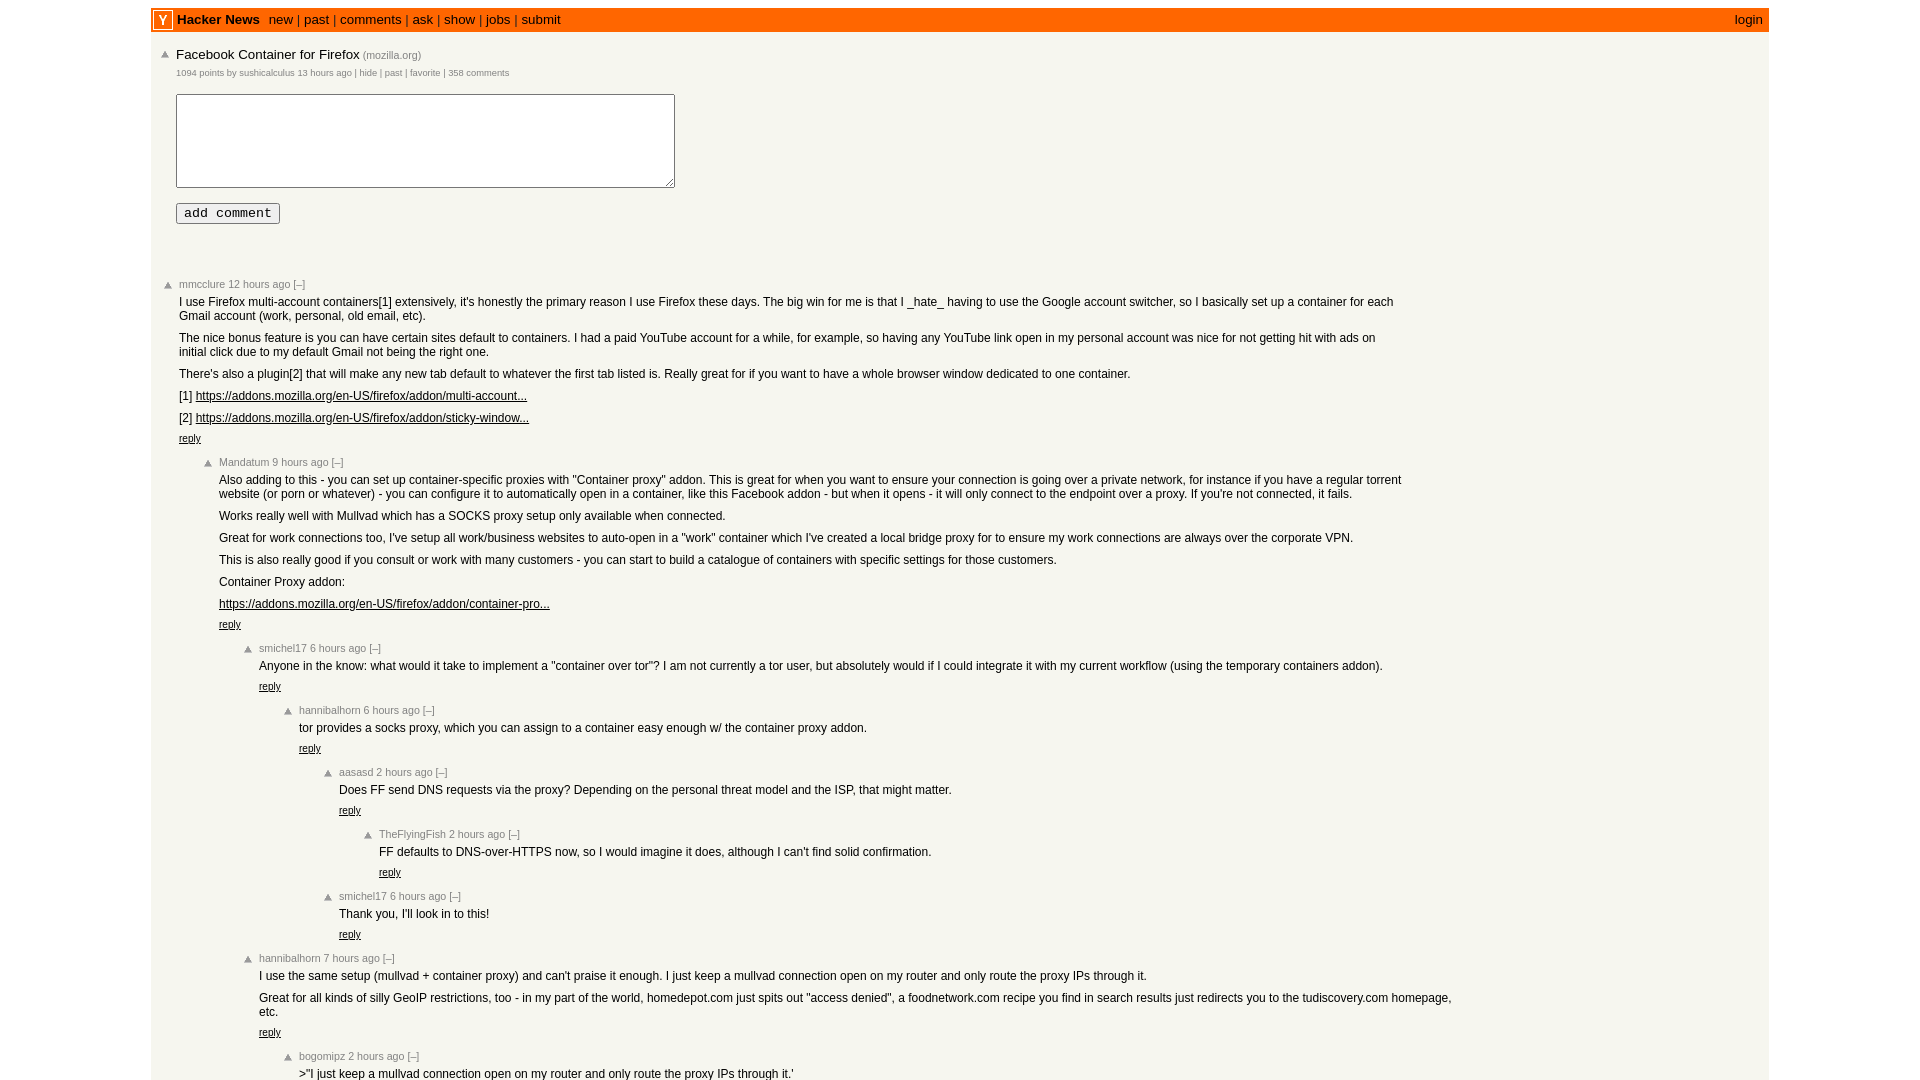 Y Hacker News new | past | comments | ask | show | jobs | submit login
Facebook Container for Firefox (mozilla.org)
1094 points by sushicalculus 13 hours ago | hide | past | favorite | 358 comments
add comment
mmcclure 12 hours ago [–]
I use Firefox multi-account containers[1] extensively, it's honestly the primary reason I use Firefox these days. The big win for me is that I _hate_ having to use the Google account switcher, so I basically set up a container for each
Gmail account (work, personal, old email, etc).
The nice bonus feature is you can have certain sites default to containers. I had a paid YouTube account for a while, for example, so having any YouTube link open in my personal account was nice for not getting hit with ads on
initial click due to my default Gmail not being the right one.
There's also a plugin[2] that will make any new tab default to whatever the first tab listed is. Really great for if you want to have a whole browser window dedicated to one container.
[1] https://addons.mozilla.org/en-US/firefox/addon/multi-account...
[2] https://addons.mozilla.org/en-US/firefox/addon/sticky-window...
reply
Mandatum 9 hours ago [–]
Also adding to this - you can set up container-specific proxies with "Container proxy" addon. This is great for when you want to ensure your connection is going over a private network, for instance if you have a regular torrent
website (or porn or whatever) - you can configure it to automatically open in a container, like this Facebook addon - but when it opens - it will only connect to the endpoint over a proxy. If you're not connected, it fails.
Works really well with Mullvad which has a SOCKS proxy setup only available when connected.
Great for work connections too, I've setup all work/business websites to auto-open in a "work" container which I've created a local bridge proxy for to ensure my work connections are always over the corporate VPN.
This is also really good if you consult or work with many customers - you can start to build a catalogue of containers with specific settings for those customers.
Container Proxy addon:
https://addons.mozilla.org/en-US/firefox/addon/container-pro...
reply
smichel17 6 hours ago [–]
Anyone in the know: what would it take to implement a "container over tor"? I am not currently a tor user, but absolutely would if I could integrate it with my current workflow (using the temporary containers addon).
reply
hannibalhorn 6 hours ago [–]
tor provides a socks proxy, which you can assign to a container easy enough w/ the container proxy addon.
reply
aasasd 2 hours ago [–]
Does FF send DNS requests via the proxy? Depending on the personal threat model and the ISP, that might matter.
reply
TheFlyingFish 2 hours ago [–]
FF defaults to DNS-over-HTTPS now, so I would imagine it does, although I can't find solid confirmation.
reply
smichel17 6 hours ago [–]
Thank you, I'll look in to this!
reply
hannibalhorn 7 hours ago [–]
I use the same setup (mullvad + container proxy) and can't praise it enough. I just keep a mullvad connection open on my router and only route the proxy IPs through it.
Great for all kinds of silly GeoIP restrictions, too - in my part of the world, homedepot.com just spits out "access denied", a foodnetwork.com recipe you find in search results just redirects you to the tudiscovery.com homepage,
etc.
reply
bogomipz 2 hours ago [–]
>"I just keep a mullvad connection open on my router and only route the proxy IPs through it.'